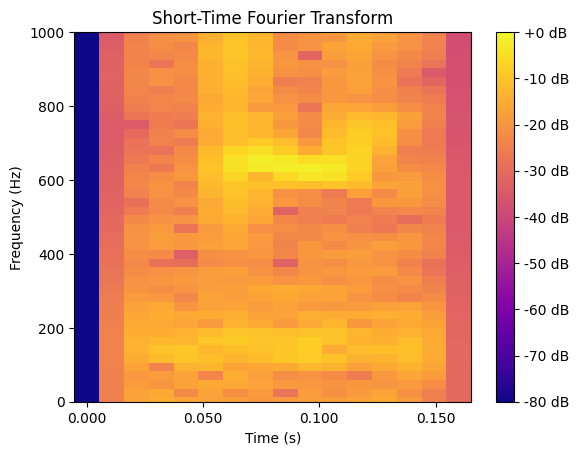 Short-Time Fourier Transform
Frequency (Hz)
1000
800
600
400
200
0
0.000
0.050
0.100
0.150
Time (s)
+0 dB
-10 dB
-20 dB
-30 dB
-40 dB
-50 dB
-60 dB
-70 dB
-80 dB